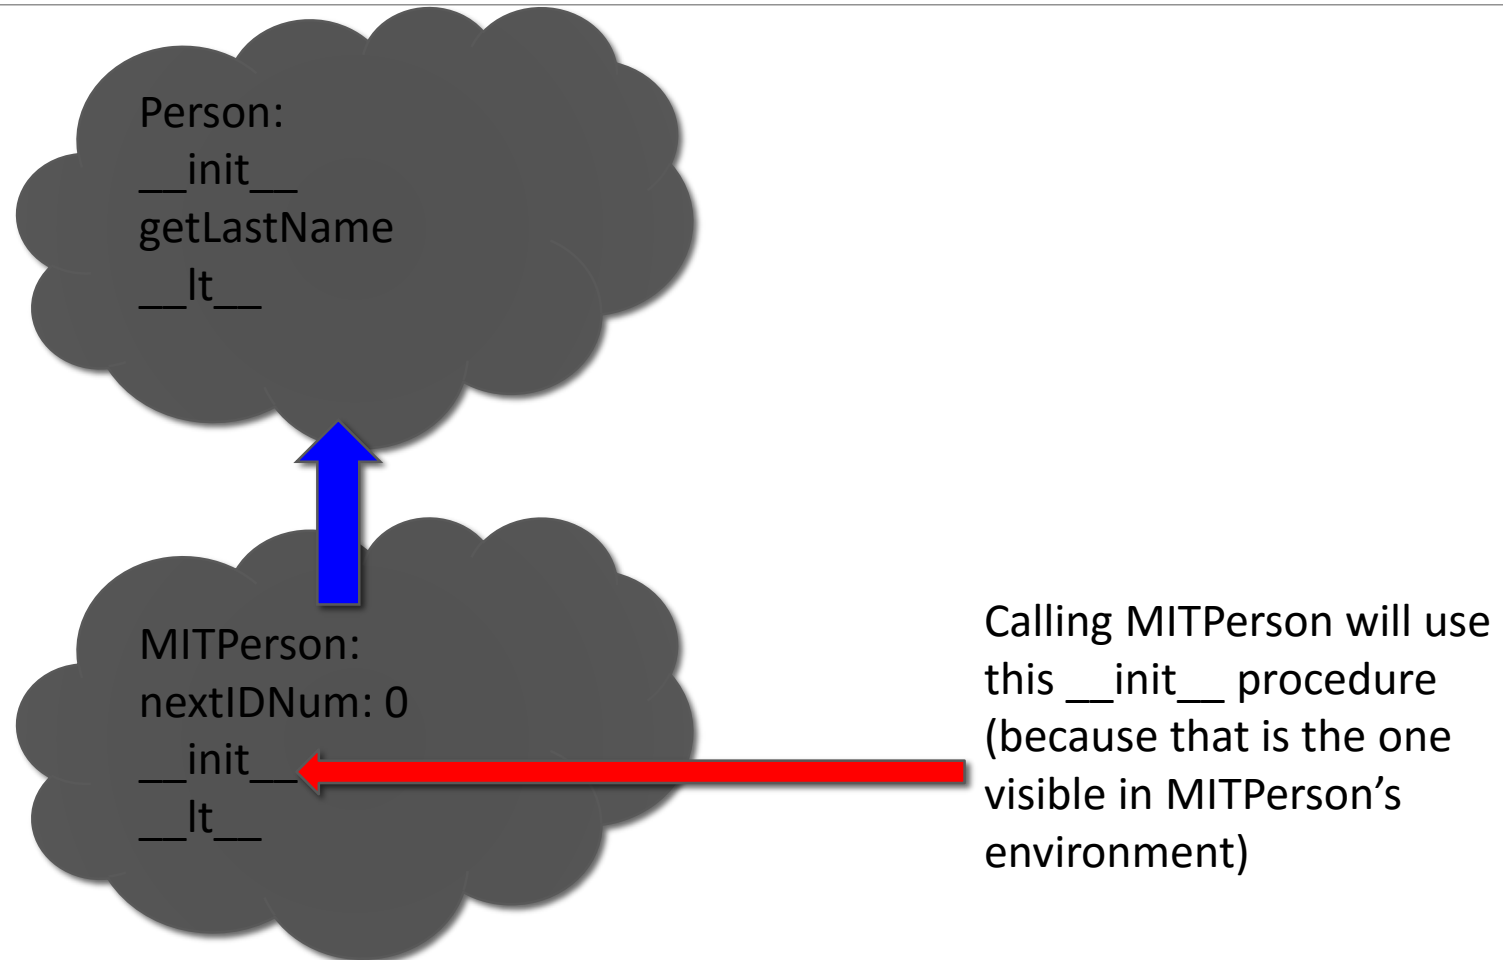 Person:
__init__
getLastName
__lt__
MITPerson:
nextIDNum: 0
__init__
__lt__
Calling MITPerson will use
this __init__ procedure
(because that is the one
visible in MITPerson’s
environment)